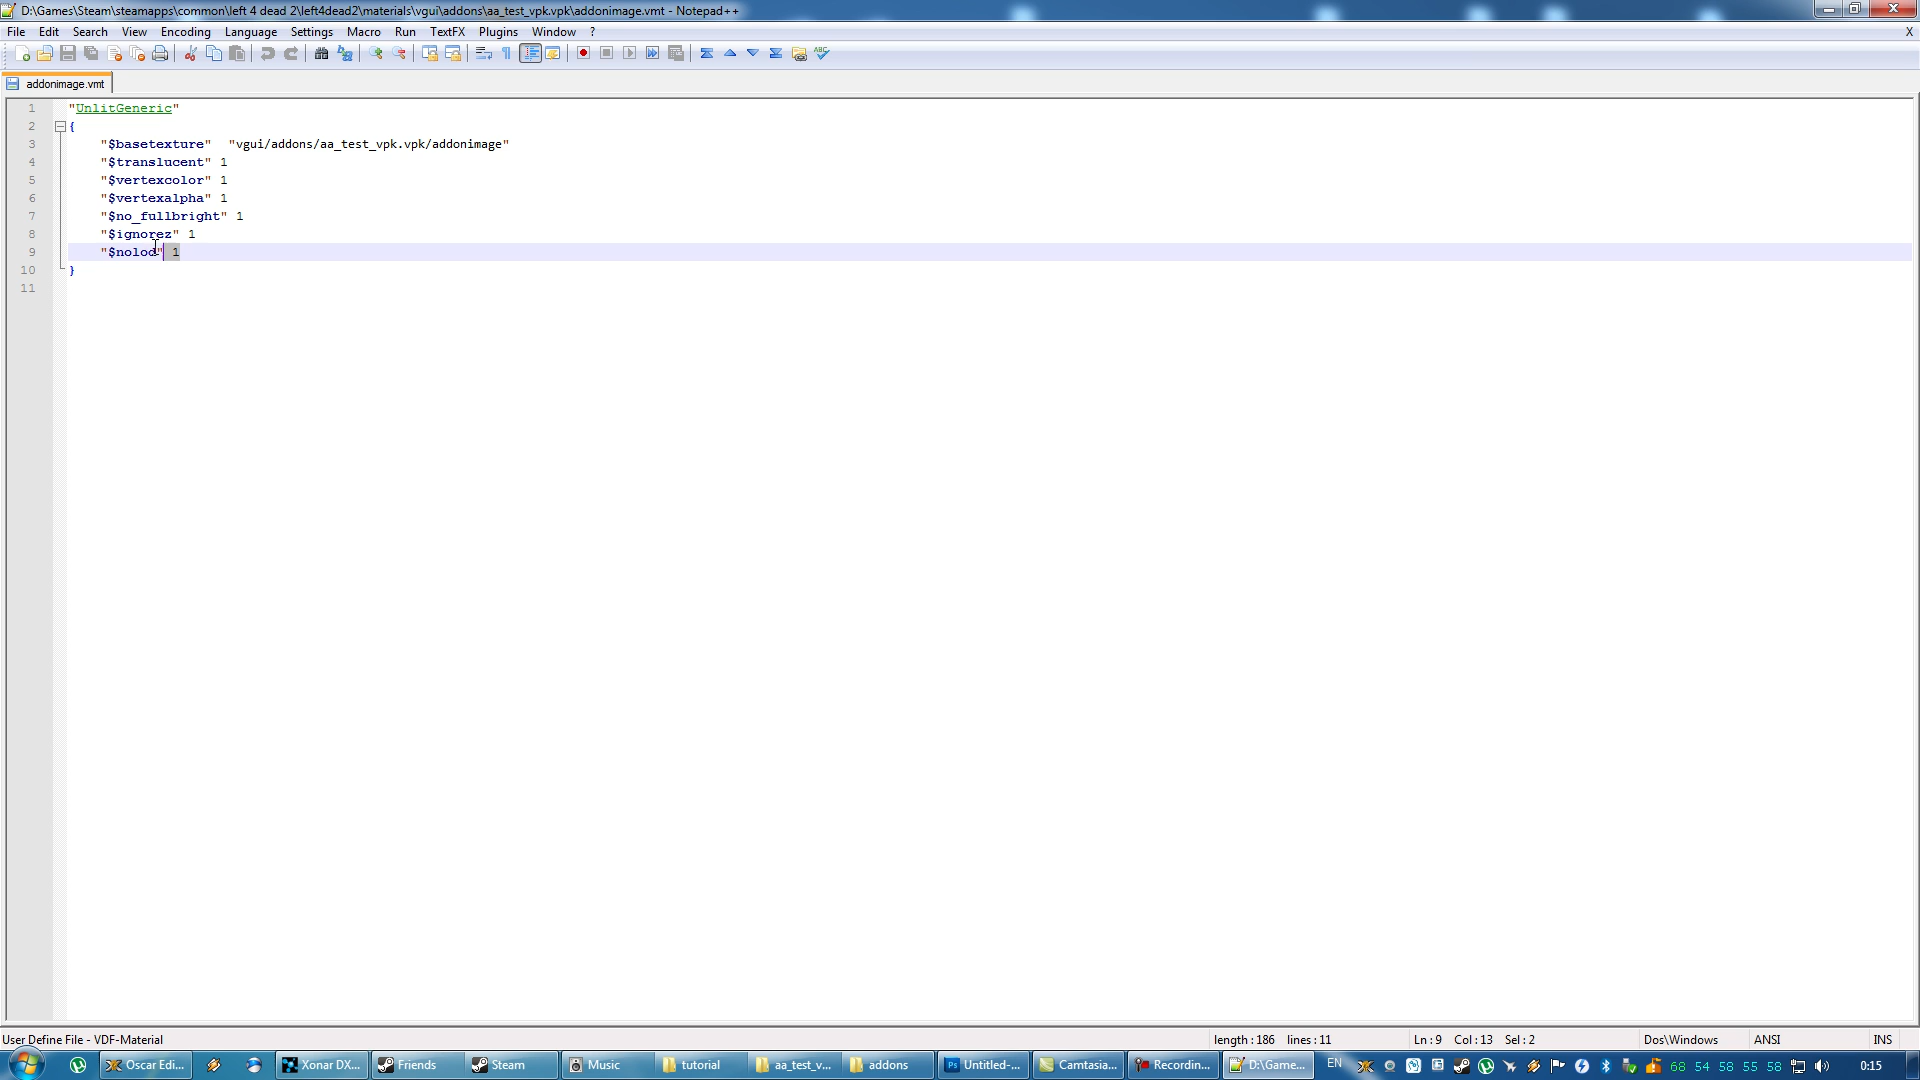 D:\Games\Steam\steamapps\common\left 4 dead 2\left4dead2\materials\vgui\addons\aa_test_vpk.vpk\addonimage.vmt - Notepad++
File Edit Search View Encoding Language Settings Macro Run TextFX Plugins Window ? X
addonimage.vmt
1 "UnlitGeneric"
2 {
3 "$basetexture" "vgui/addons/aa_test_vpk.vpk/addonimage"
4 "$translucent" 1
5 "$vertexcolor" 1
6 "$vertexalpha" 1
7 "$no_fullbright" 1
8 "$ignorez" 1
9 "$nolod" 1
10 }
11
User Define File - VDF-Material length : 186 lines : 11 Ln : 9 Col : 13 Sel : 2 Dos\Windows ANSI INS
Oscar Edi... Xonar DX... Friends Steam Music tutorial aa_test_v... addons Ps Untitled-... Camtasia... Recordin... D:\Game... EN 68 54 58 55 58 0:15